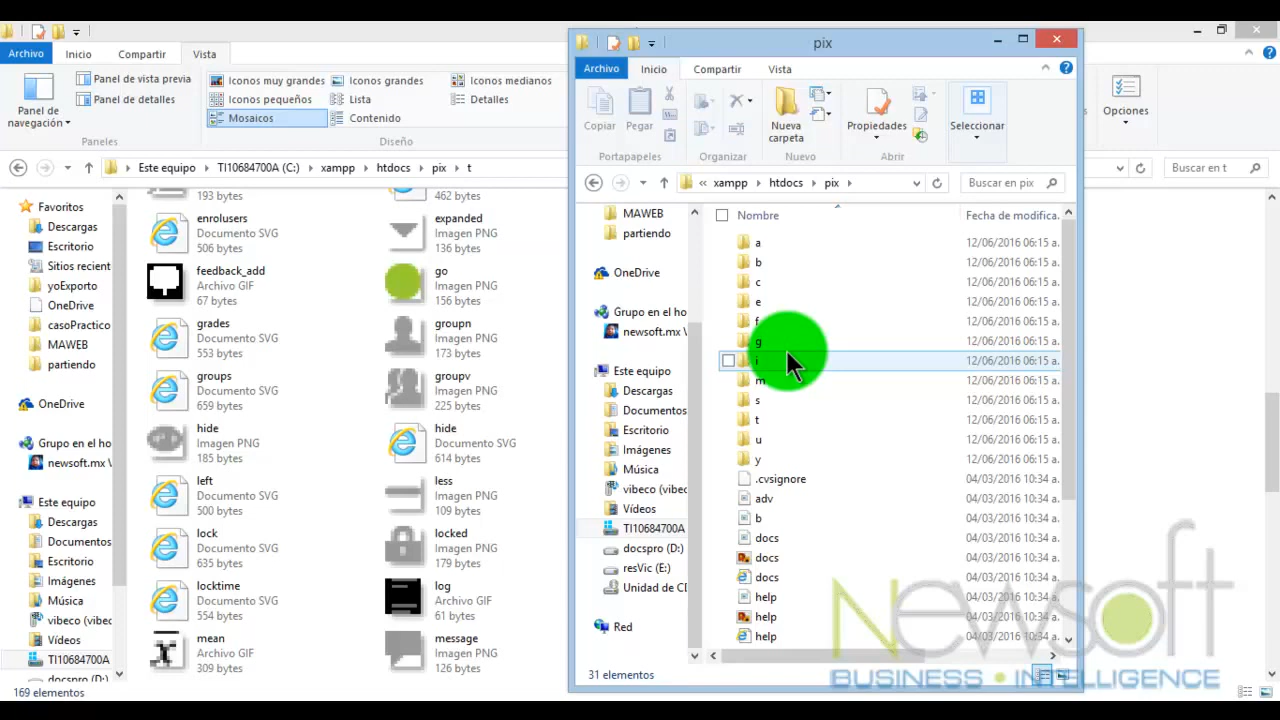 Archivo Inicio Compartir Vista
Panel de navegación
Panel de vista previa
Panel de detalles
Paneles
Iconos muy grandes Iconos grandes Iconos medianos
Iconos pequeños Lista Detalles
Mosaicos Contenido
Diseño
Opciones
Este equipo TI10684700A (C:) xampp htdocs pix t
Buscar en t
Favoritos
Descargas
Escritorio
Sitios recient
yoExporto
OneDrive
casoPractico
MAWEB
partiendo
OneDrive
Grupo en el ho
newsoft.mx \
Este equipo
Descargas
Documentos
Escritorio
Imágenes
Música
vibeco (vibec
Vídeos
TI10684700A
docspro (D:)
169 elementos
193 bytes
462 bytes
enrolusers
Documento SVG
506 bytes
expanded
Imagen PNG
136 bytes
feedback_add
Archivo GIF
67 bytes
go
Imagen PNG
156 bytes
grades
Documento SVG
553 bytes
groupn
Imagen PNG
173 bytes
groups
Documento SVG
659 bytes
groupv
Imagen PNG
225 bytes
hide
Imagen PNG
185 bytes
hide
Documento SVG
614 bytes
left
Documento SVG
500 bytes
less
Imagen PNG
109 bytes
lock
Documento SVG
635 bytes
locked
Imagen PNG
179 bytes
locktime
Documento SVG
554 bytes
log
Archivo GIF
61 bytes
mean
Archivo GIF
309 bytes
message
Imagen PNG
126 bytes
pix
Archivo Inicio Compartir Vista
Copiar Pegar
Portapapeles
Organizar
Nueva carpeta
Nuevo
Propiedades
Abrir
Seleccionar
« xampp htdocs pix
Buscar en pix
MAWEB
partiendo
OneDrive
Grupo en el ho
newsoft.mx \
Este equipo
Descargas
Documentos
Escritorio
Imágenes
Música
vibeco (vibec
Vídeos
TI10684700A
docspro (D:)
resVic (E:)
Unidad de CD
Red
Nombre Fecha de modifica.
a 12/06/2016 06:15 a.
b 12/06/2016 06:15 a.
c 12/06/2016 06:15 a.
e 12/06/2016 06:15 a.
f 12/06/2016 06:15 a.
g 12/06/2016 06:15 a.
i 12/06/2016 06:15 a.
m 12/06/2016 06:15 a.
s 12/06/2016 06:15 a.
t 12/06/2016 06:15 a.
u 12/06/2016 06:15 a.
y 12/06/2016 06:15 a.
.cvsignore 04/03/2016 10:34 a.
adv 04/03/2016 10:34 a.
b 04/03/2016 10:34 a.
docs 04/03/2016 10:34 a.
docs 04/03/2016 10:34 a.
docs 04/03/2016 10:34 a.
help 04/03/2016 10:34 a.
help 04/03/2016 10:34 a.
help 04/03/2016 10:34 a.
31 elementos
Newsoft
BUSINESS • INTELLIGENCE